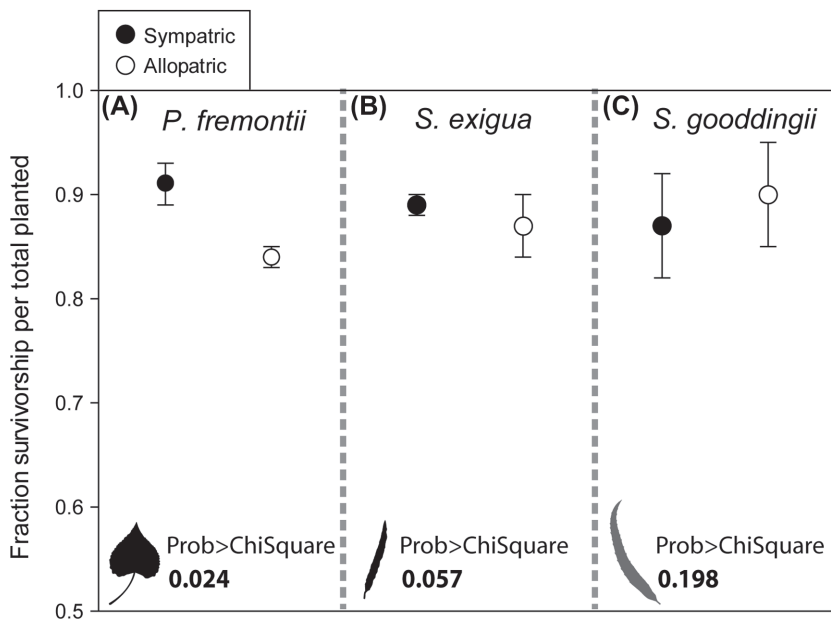 Sympatric
Allopatric
Fraction survivorship per total planted
1.0
0.9
0.8
0.7
0.6
0.5
(A) P. fremontii
Prob>ChiSquare
0.024
(B) S. exigua
Prob>ChiSquare
0.057
(C) S. gooddingii
Prob>ChiSquare
0.198